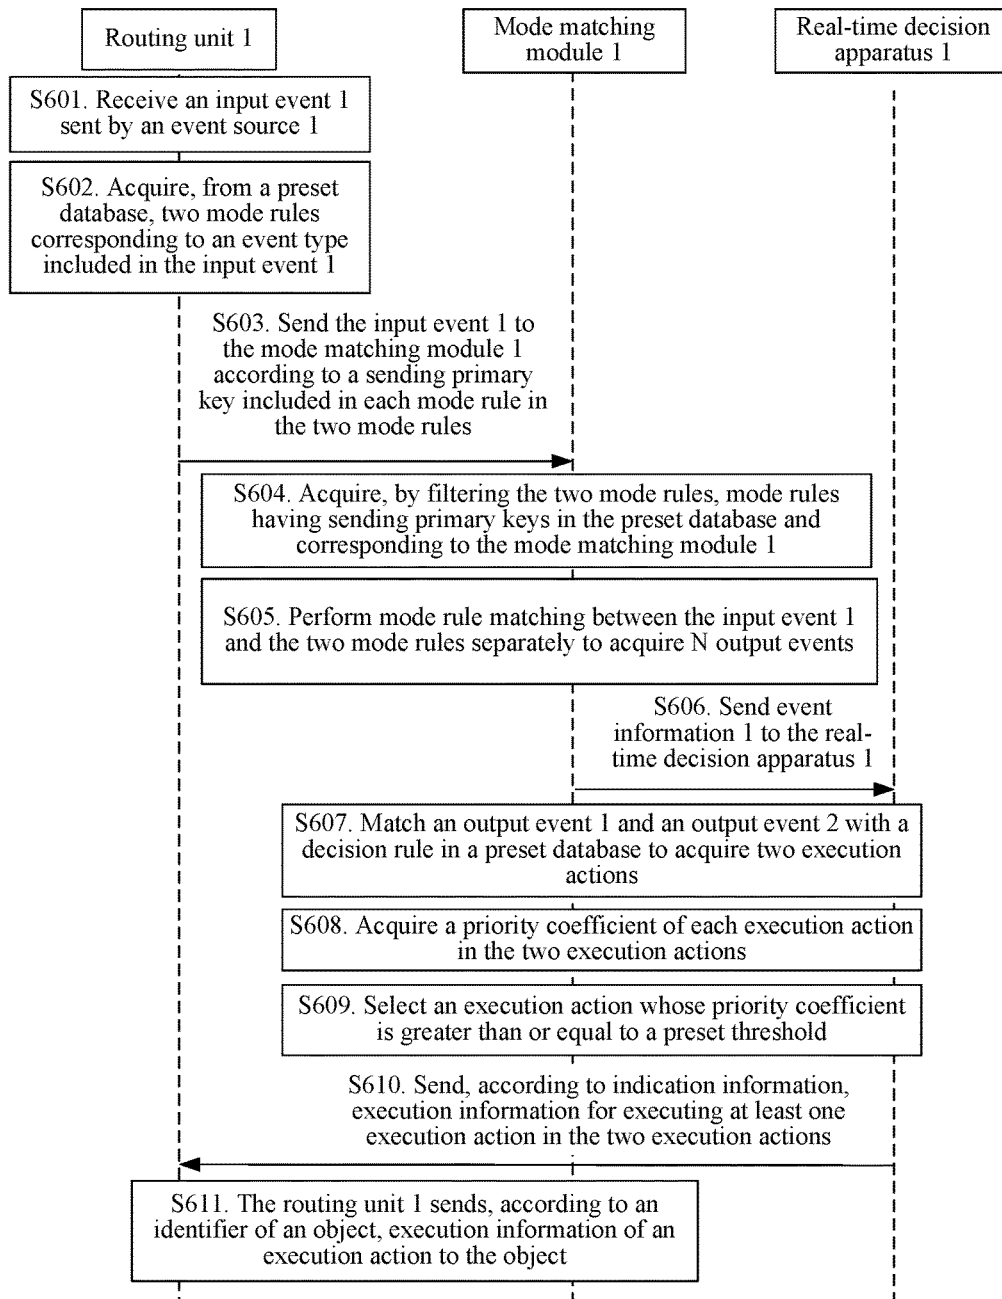 Routing unit 1
Mode matching
module 1
Real-time decision
apparatus 1
S601. Receive an input event 1
sent by an event source 1
S602. Acquire, from a preset
database, two mode rules
corresponding to an event type
included in the input event 1
S603. Send the input event 1 to
the mode matching module 1
according to a sending primary
key included in each mode rule in
the two mode rules
S604. Acquire, by filtering the two mode rules, mode rules
having sending primary keys in the preset database and
corresponding to the mode matching module 1
S605. Perform mode rule matching between the input event 1
and the two mode rules separately to acquire N output events
S606. Send event
information 1 to the real-
time decision apparatus 1
S607. Match an output event 1 and an output event 2 with a
decision rule in a preset database to acquire two execution
actions
S608. Acquire a priority coefficient of each execution action
in the two execution actions
S609. Select an execution action whose priority coefficient
is greater than or equal to a preset threshold
S610. Send, according to indication information,
execution information for executing at least one
execution action in the two execution actions
S611. The routing unit 1 sends, according to an
identifier of an object, execution information of an
execution action to the object